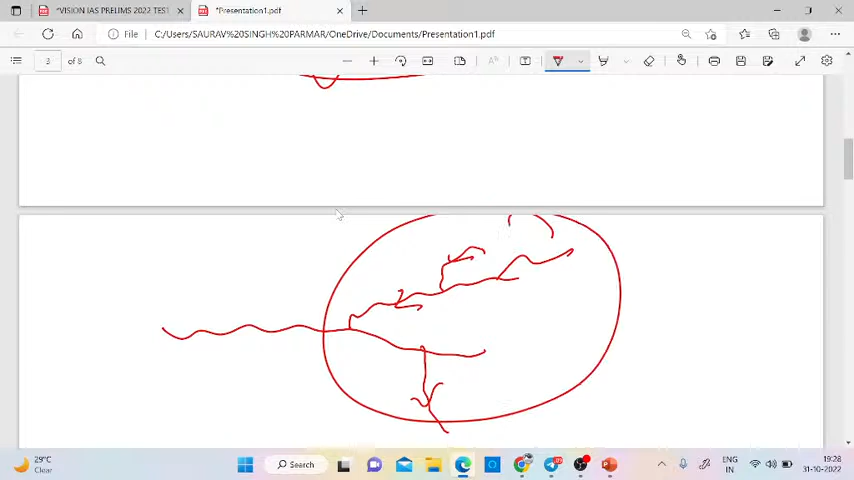 *VISION IAS PRELIMS 2022 TEST
*Presentation1.pdf
File
C:/Users/SAURAV%20SINGH%20PARMAR/OneDrive/Documents/Presentation1.pdf
3 of 8
29°C
Clear
Search
ENG
IN
19:28
31-10-2022